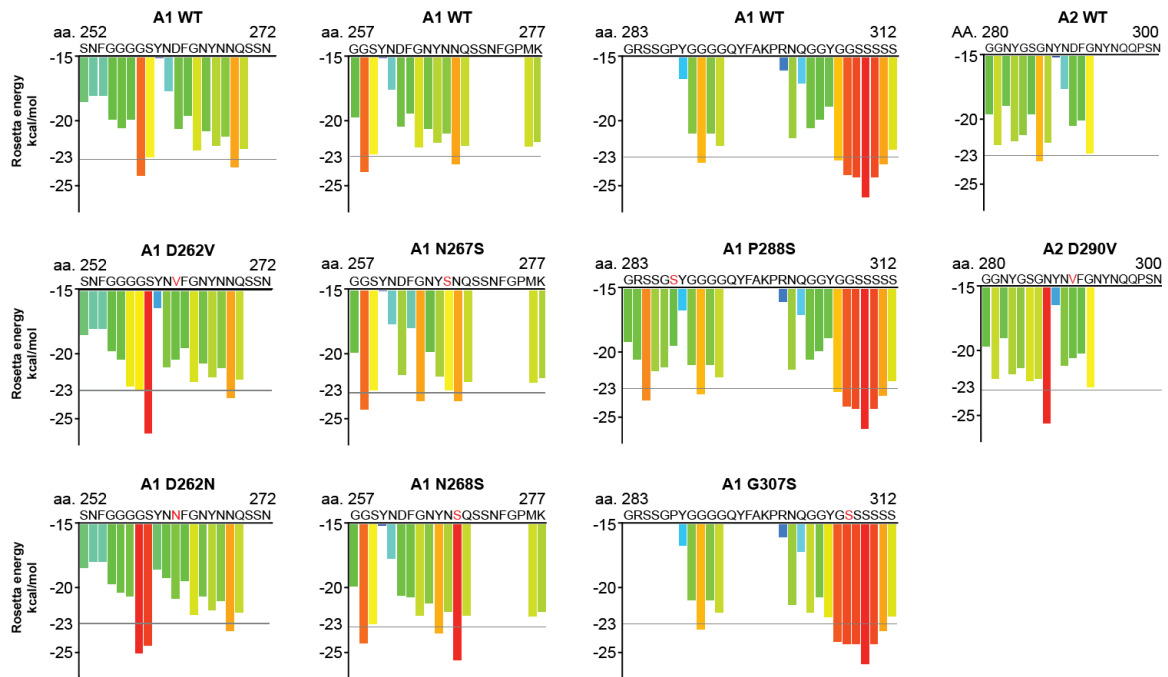 A1 WT
aa. 252 272
SNFGGGGSYNDFGNYNNQSSN
-15
-20
-23
-25
Rosetta energy
kcal/mol
A1 WT
aa. 257 277
GGSYNDFGNYNNQSSNFGPMK
-15
-20
-23
-25
A1 WT
aa. 283 312
GRSSGPYGGGGQYFAKPRNQGGYGGSSSSS
-15
-20
-23
-25
A2 WT
AA. 280 300
GGNYGSGNYNDFGNYNQQPSN
-15
-20
-23
-25
A1 D262V
aa. 252 272
SNFGGGGSYNVFGNYNNQSSN
-15
-20
-23
-25
Rosetta energy
kcal/mol
A1 N267S
aa. 257 277
GGSYNDFGNYSNQSSNFGPMK
-15
-20
-23
-25
A1 P288S
aa. 283 312
GRSSGSYGGGGQYFAKPRNQGGYGGSSSSS
-15
-20
-23
-25
A2 D290V
aa. 280 300
GGNYGSGNYNVFGNYNQQPSN
-15
-20
-23
-25
A1 D262N
aa. 252 272
SNFGGGGSYNNFGNYNNQSSN
-15
-20
-23
-25
Rosetta energy
kcal/mol
A1 N268S
aa. 257 277
GGSYNDFGNYNSQSSNFGPMK
-15
-20
-23
-25
A1 G307S
aa. 283 312
GRSSGPYGGGGQYFAKPRNQGGYGSSSSSS
-15
-20
-23
-25